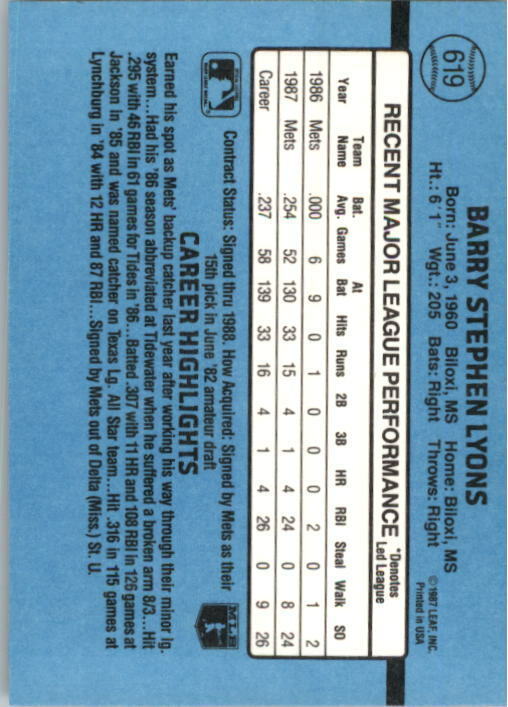 619
BARRY STEPHEN LYONS
Born: June 3, 1960 Biloxi, MS Home: Biloxi, MS
Ht.: 6'1" Wgt.: 205 Bats: Right Throws: Right
© 1987 LEAF, INC.
Printed in USA
RECENT MAJOR LEAGUE PERFORMANCE *Denotes Led League
Year Team Name Bat. Avg. Games At Bat Hits Runs 2B 3B HR RBI Steal Walk SO
1986 Mets .000 6 9 0 1 0 0 0 2 0 1 2
1987 Mets .254 52 130 33 15 4 1 4 24 0 8 24
Career .237 58 139 33 16 4 1 4 26 0 9 26
Contract Status: Signed thru 1988. How Acquired: Signed by Mets as their
15th pick in June '82 amateur draft
MLB
CAREER HIGHLIGHTS
Earned his spot as Mets' backup catcher last year after working his way through their minor lg.
system...Had his '86 season abbreviated at Tidewater when he suffered a broken arm 8/3...Hit
.295 with 46 RBI in 61 games for Tides in '86...Batted .307 with 11 HR and 108 RBI in 126 games at
Jackson in '85 and was named catcher on Texas Lg. All Star team...Hit .316 in 115 games at
Lynchburg in '84 with 12 HR and 87 RBI...Signed by Mets out of Delta (Miss.) St. U.